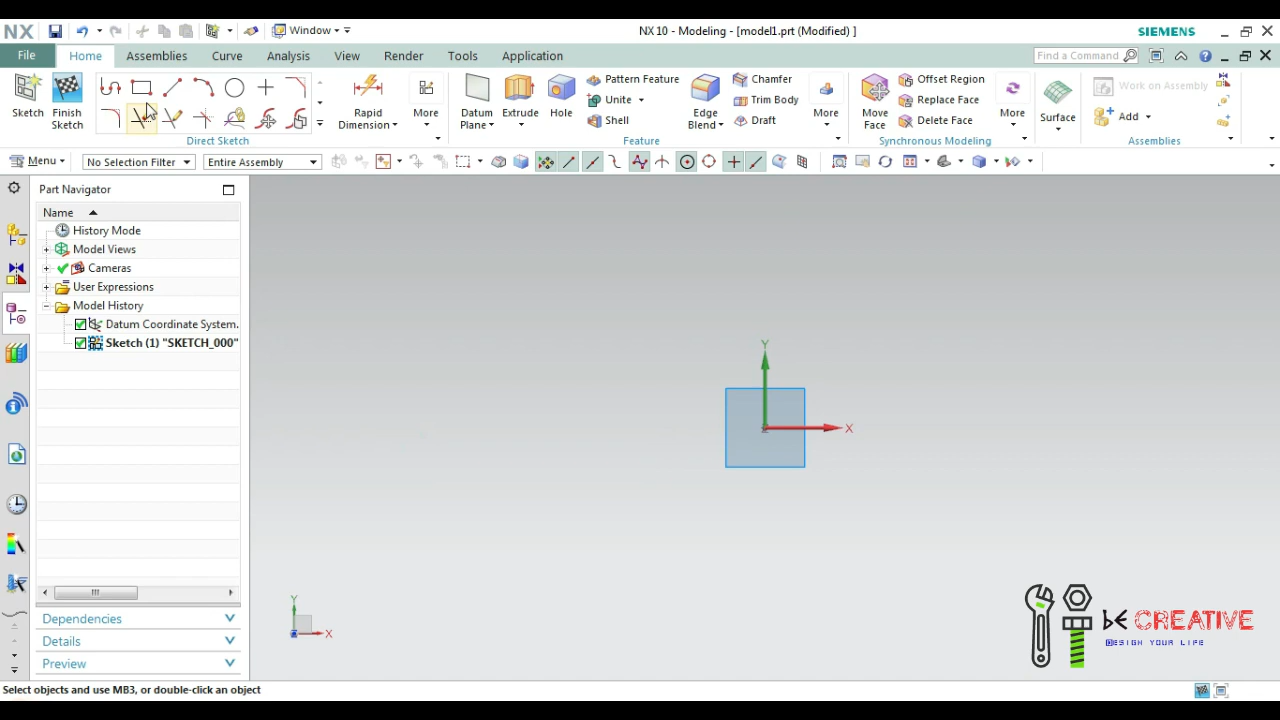 NX
Window
NX 10 - Modeling - [model1.prt (Modified) ]
SIEMENS
File
Home
Assemblies
Curve
Analysis
View
Render
Tools
Application
Find a Command
Sketch
Finish
Sketch
Direct Sketch
Rapid
Dimension
More
Datum
Plane
Extrude
Hole
Pattern Feature
Unite
Shell
Edge
Blend
Chamfer
Trim Body
Draft
More
Feature
Move
Face
Offset Region
Replace Face
Delete Face
More
Synchronous Modeling
Surface
Work on Assembly
Add
Assemblies
Menu
No Selection Filter
Entire Assembly
Part Navigator
Name
History Mode
Model Views
Cameras
User Expressions
Model History
Datum Coordinate System.
Sketch (1) "SKETCH_000"
Dependencies
Details
Preview
Y
X
Z
Y
X
bE CREATIVE
DESIGN YOUR LIFE
Select objects and use MB3, or double-click an object